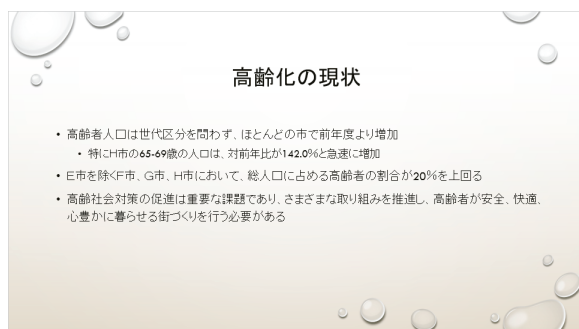 高齢化の現状
• 高齢者人口は世代区分を問わず、ほとんどの市で前年度より増加
• 特にH市の65-69歳の人口は、対前年比が142.0%と急速に増加
• E市を除くF市、G市、H市において、総人口に占める高齢者の割合が20%を上回る
• 高齢社会対策の促進は重要な課題であり、さまざまな取り組みを推進し、高齢者が安全、快適、
心豊かに暮らせる街づくりを行う必要がある